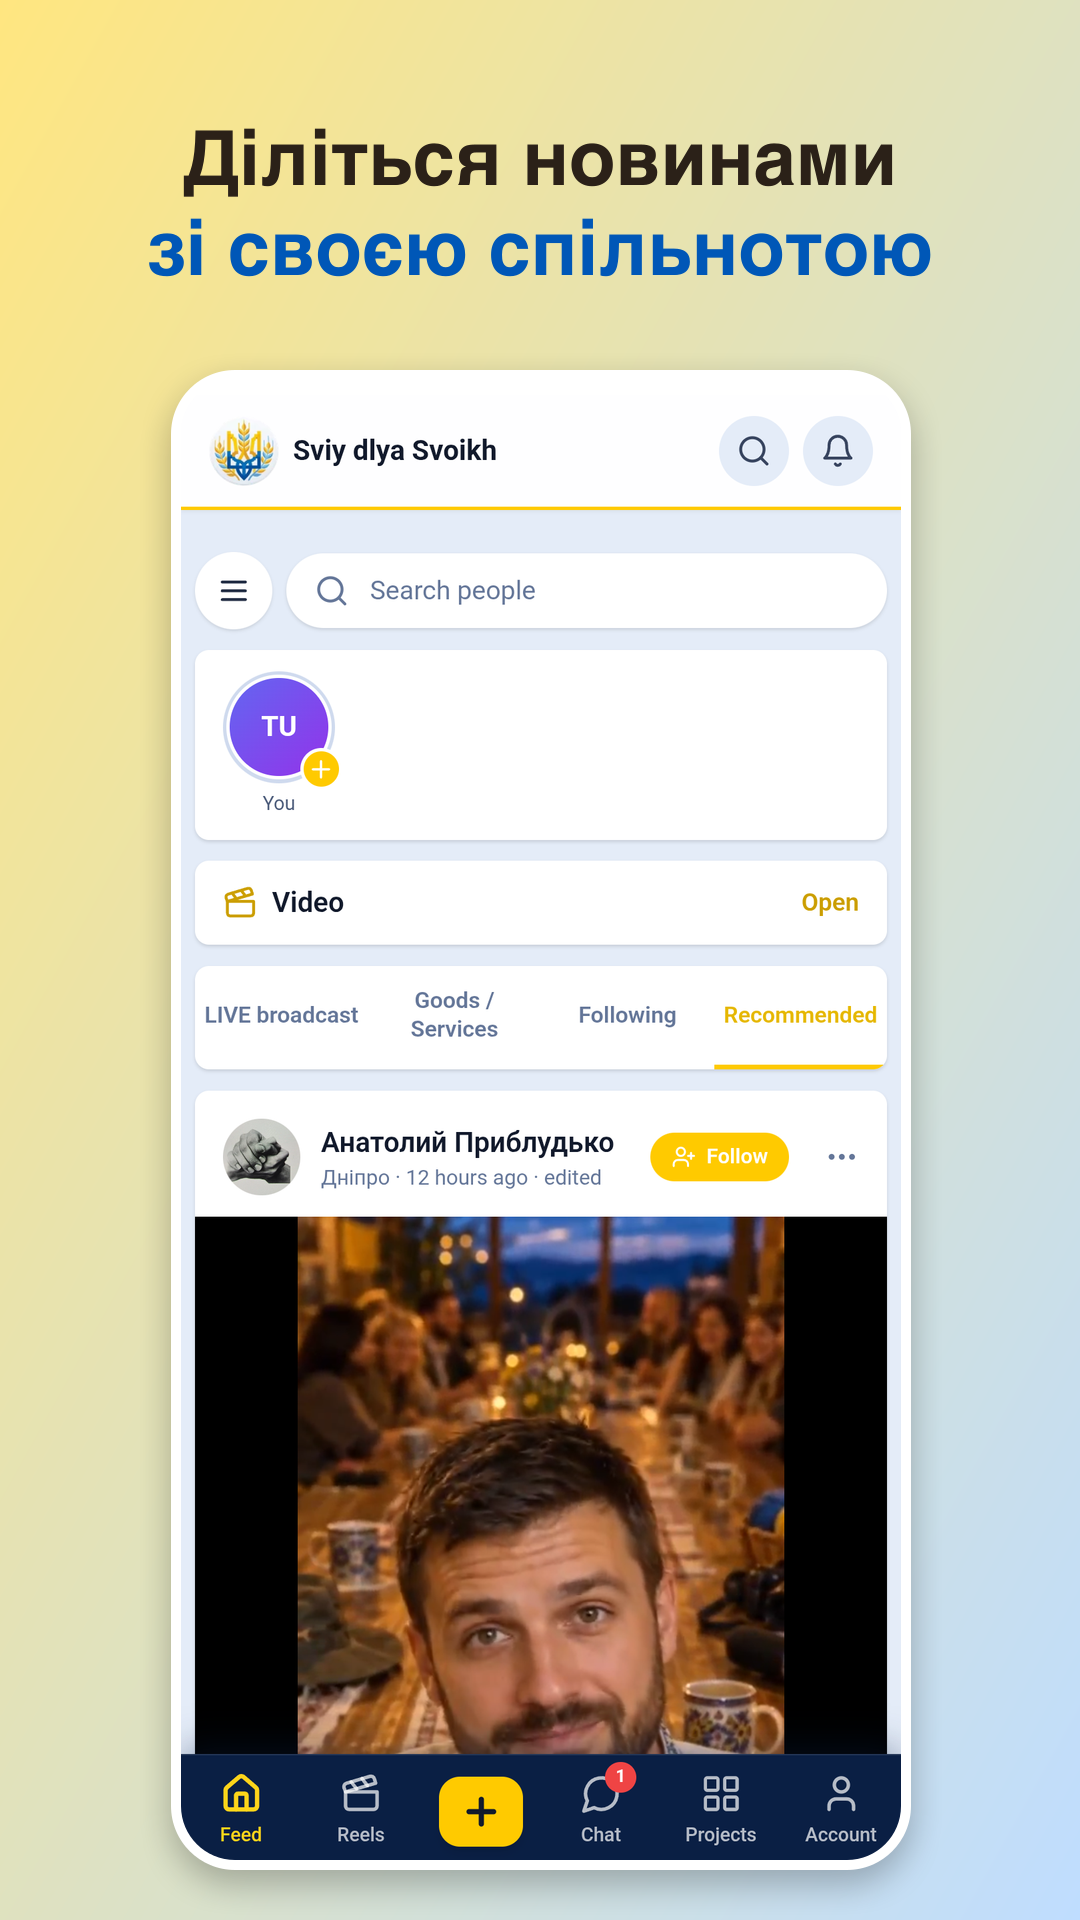 Діліться новинами
зі своєю спільнотою
Sviy dlya Svoikh
Search people
TU
You
Video
Open
LIVE broadcast
Goods /
Services
Following
Recommended
Анатолий Приблудько
Дніпро · 12 hours ago · edited
Follow
1
Feed
Reels
Chat
Projects
Account